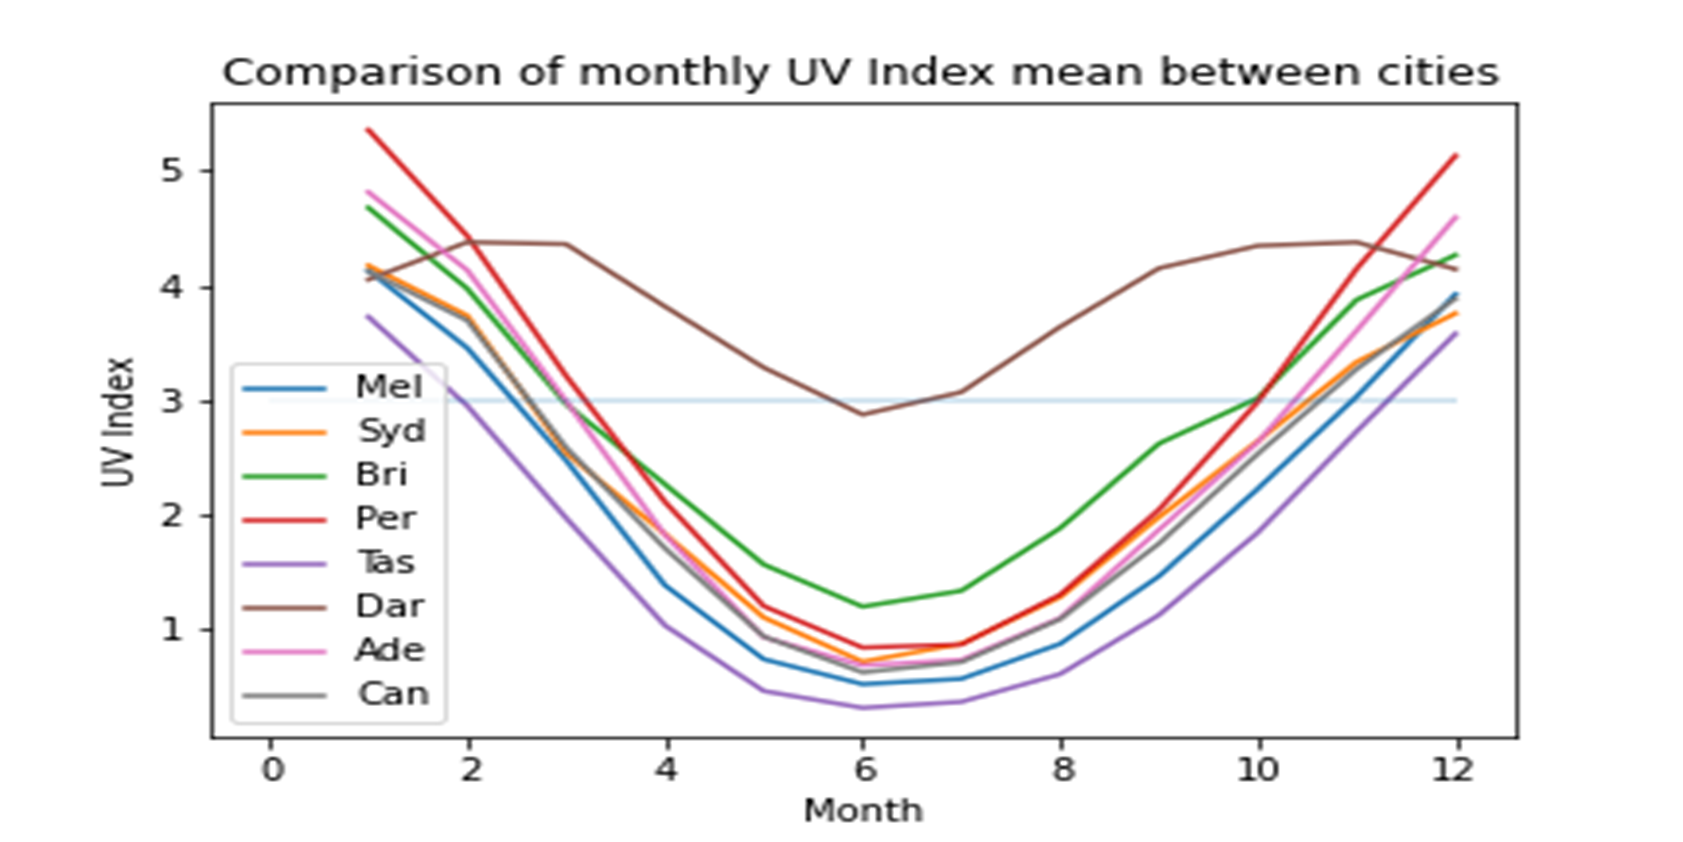 Comparison of monthly UV Index mean between cities
5
4
3
2
1
UV Index
Mel
Syd
Bri
Per
Tas
Dar
Ade
Can
0 2 4 6 8 10 12
Month